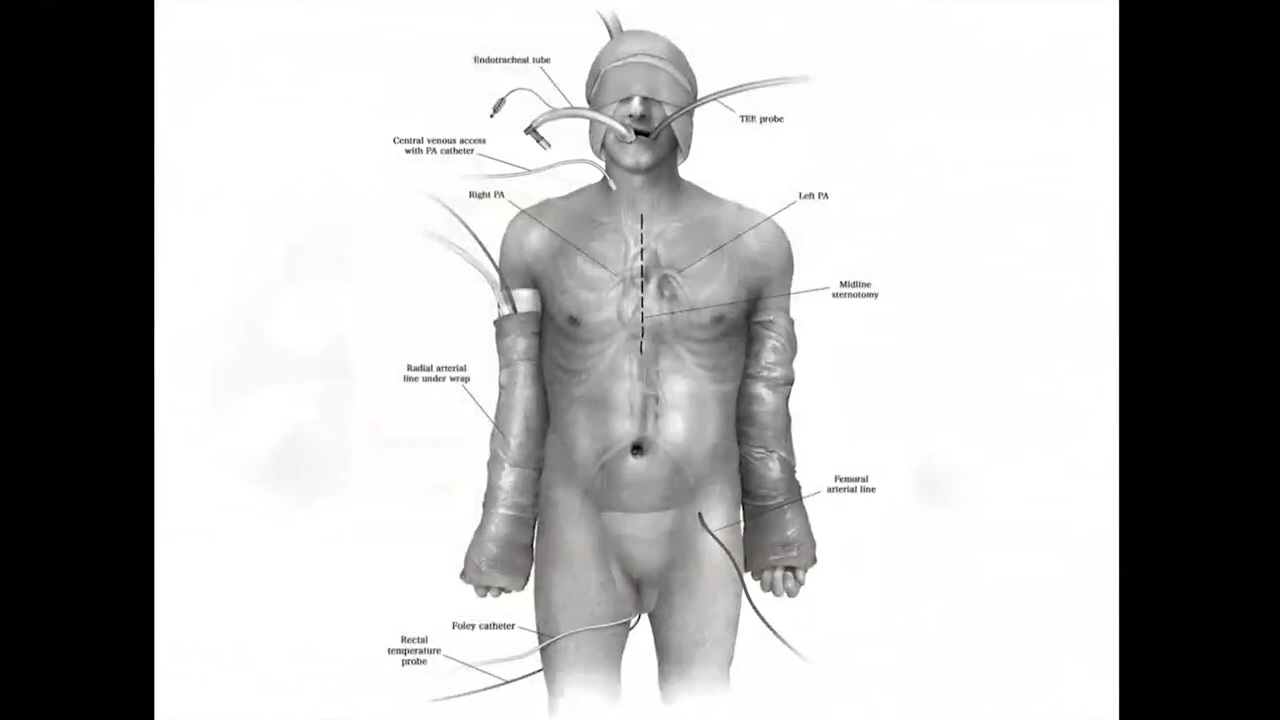 Endotracheal tube
TEE probe
Central venous access
with PA catheter
Right PA
Left PA
Midline
sternotomy
Radial arterial
line under wrap
Femoral
arterial line
Foley catheter
Rectal
temperature
probe